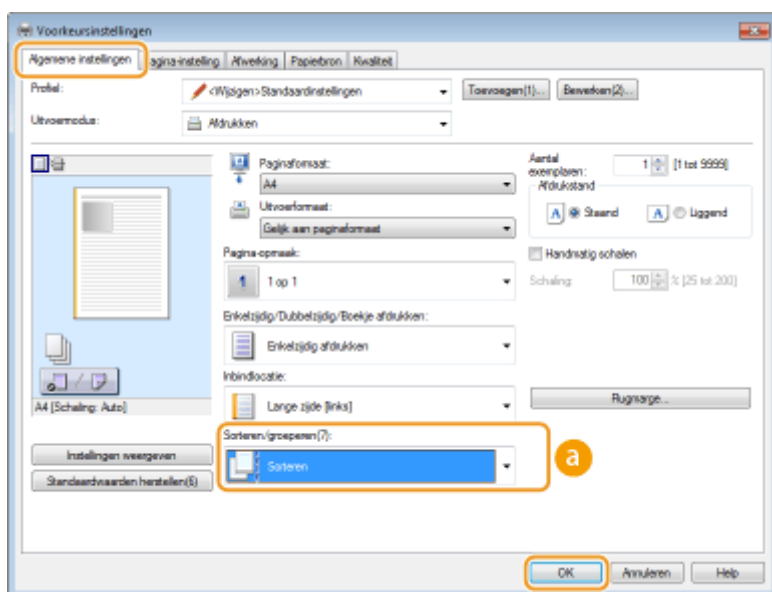 Voorkeursinstellingen
Algemene instellingen Pagina-instelling Afwerking Papierbron Kwaliteit
Profiel: <Wijzigen>Standaardinstellingen Toevoegen(1)... Bewerken(2)...
Uitvoermodus: Afdrukken
Paginaformaat:
A4
Aantal exemplaren: 1 [1 tot 9999]
Uitvoerformaat:
Gelijk aan paginaformaat
Afdrukstand
A Staand A Liggend
Pagina-opmaak:
1 1 op 1
Handmatig schalen
Schaling: 100 % [25 tot 200]
Enkelzijdig/Dubbelzijdig/Boekje afdrukken:
Enkelzijdig afdrukken
Inbindlocatie:
Lange zijde [links]
Rugmarge...
A4 [Schaling: Auto]
Sorteren/groeperen(7):
Sorteren
a
Instellingen weergeven
Standaardwaarden herstellen(6)
OK Annuleren Help